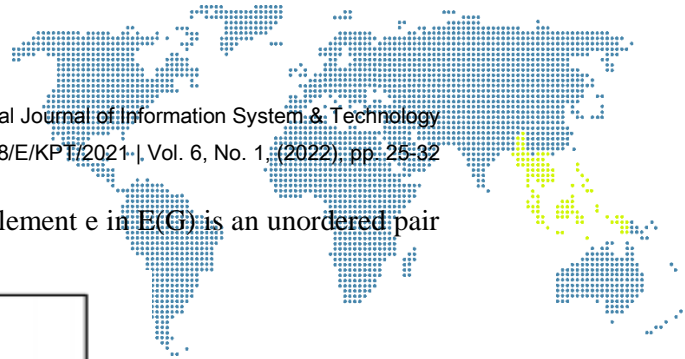 al Journal of Information System & Technology
8/E/KPT/2021 | Vol. 6, No. 1, (2022), pp. 25-32
lement e in E(G) is an unordered pair